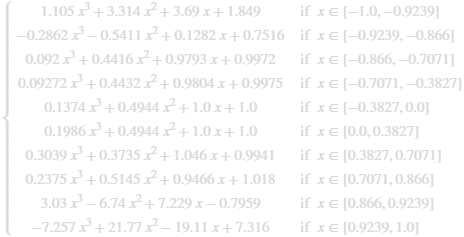 1.105 x³ + 3.314 x² + 3.69 x + 1.849 if x ∈ [−1.0, −0.9239]
−0.2862 x³ − 0.5411 x² + 0.1282 x + 0.7516 if x ∈ [−0.9239, −0.866]
0.092 x³ + 0.4416 x² + 0.9793 x + 0.9972 if x ∈ [−0.866, −0.7071]
0.09272 x³ + 0.4432 x² + 0.9804 x + 0.9975 if x ∈ [−0.7071, −0.3827]
0.1374 x³ + 0.4944 x² + 1.0 x + 1.0 if x ∈ [−0.3827, 0.0]
0.1986 x³ + 0.4944 x² + 1.0 x + 1.0 if x ∈ [0.0, 0.3827]
0.3039 x³ + 0.3735 x² + 1.046 x + 0.9941 if x ∈ [0.3827, 0.7071]
0.2375 x³ + 0.5145 x² + 0.9466 x + 1.018 if x ∈ [0.7071, 0.866]
3.03 x³ − 6.74 x² + 7.229 x − 0.7959 if x ∈ [0.866, 0.9239]
−7.257 x³ + 21.77 x² − 19.11 x + 7.316 if x ∈ [0.9239, 1.0]